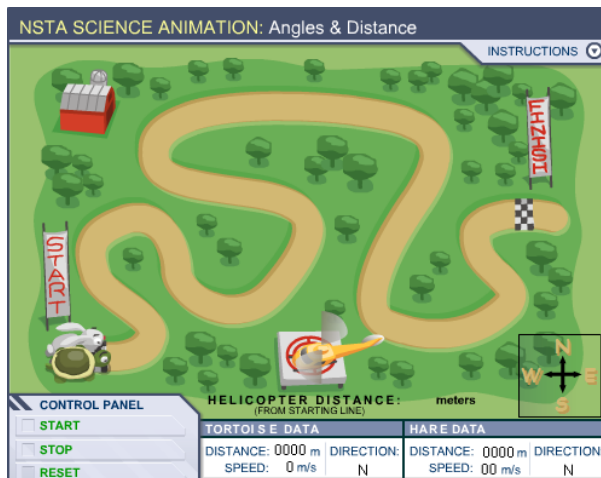 NSTA SCIENCE ANIMATION: Angles & Distance
INSTRUCTIONS
FINISH
START
N
W E
S
HELICOPTER DISTANCE: meters
(FROM STARTING LINE)
CONTROL PANEL
START
STOP
RESET
TORTOISE DATA
DISTANCE: 0000 m DIRECTION:
SPEED: 0 m/s N
HARE DATA
DISTANCE: 0000 m DIRECTION
SPEED: 00 m/s N